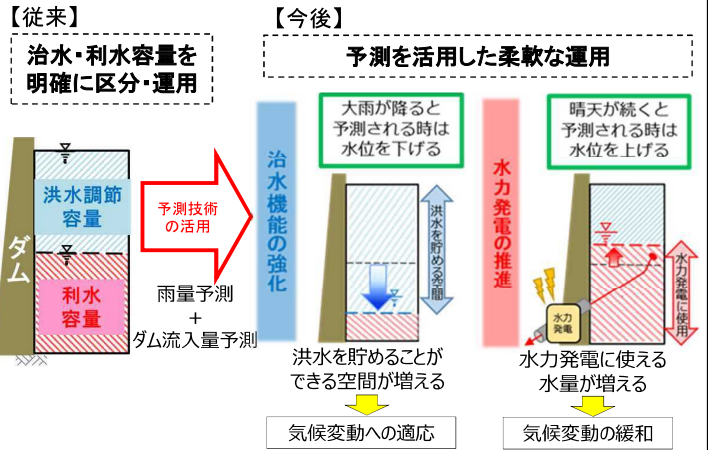 【従来】
治水・利水容量を
明確に区分・運用
洪水調節
容量
ダム
利水
容量
予測技術
の活用
雨量予測
+
ダム流入量予測
【今後】
予測を活用した柔軟な運用
治水機能の強化
大雨が降ると
予測される時は
水位を下げる
洪水を貯める空間
洪水を貯めることが
できる空間が増える
気候変動への適応
水力発電の推進
晴天が続くと
予測される時は
水位を上げる
水力
発電
水力発電に使用
水力発電に使える
水量が増える
気候変動の緩和